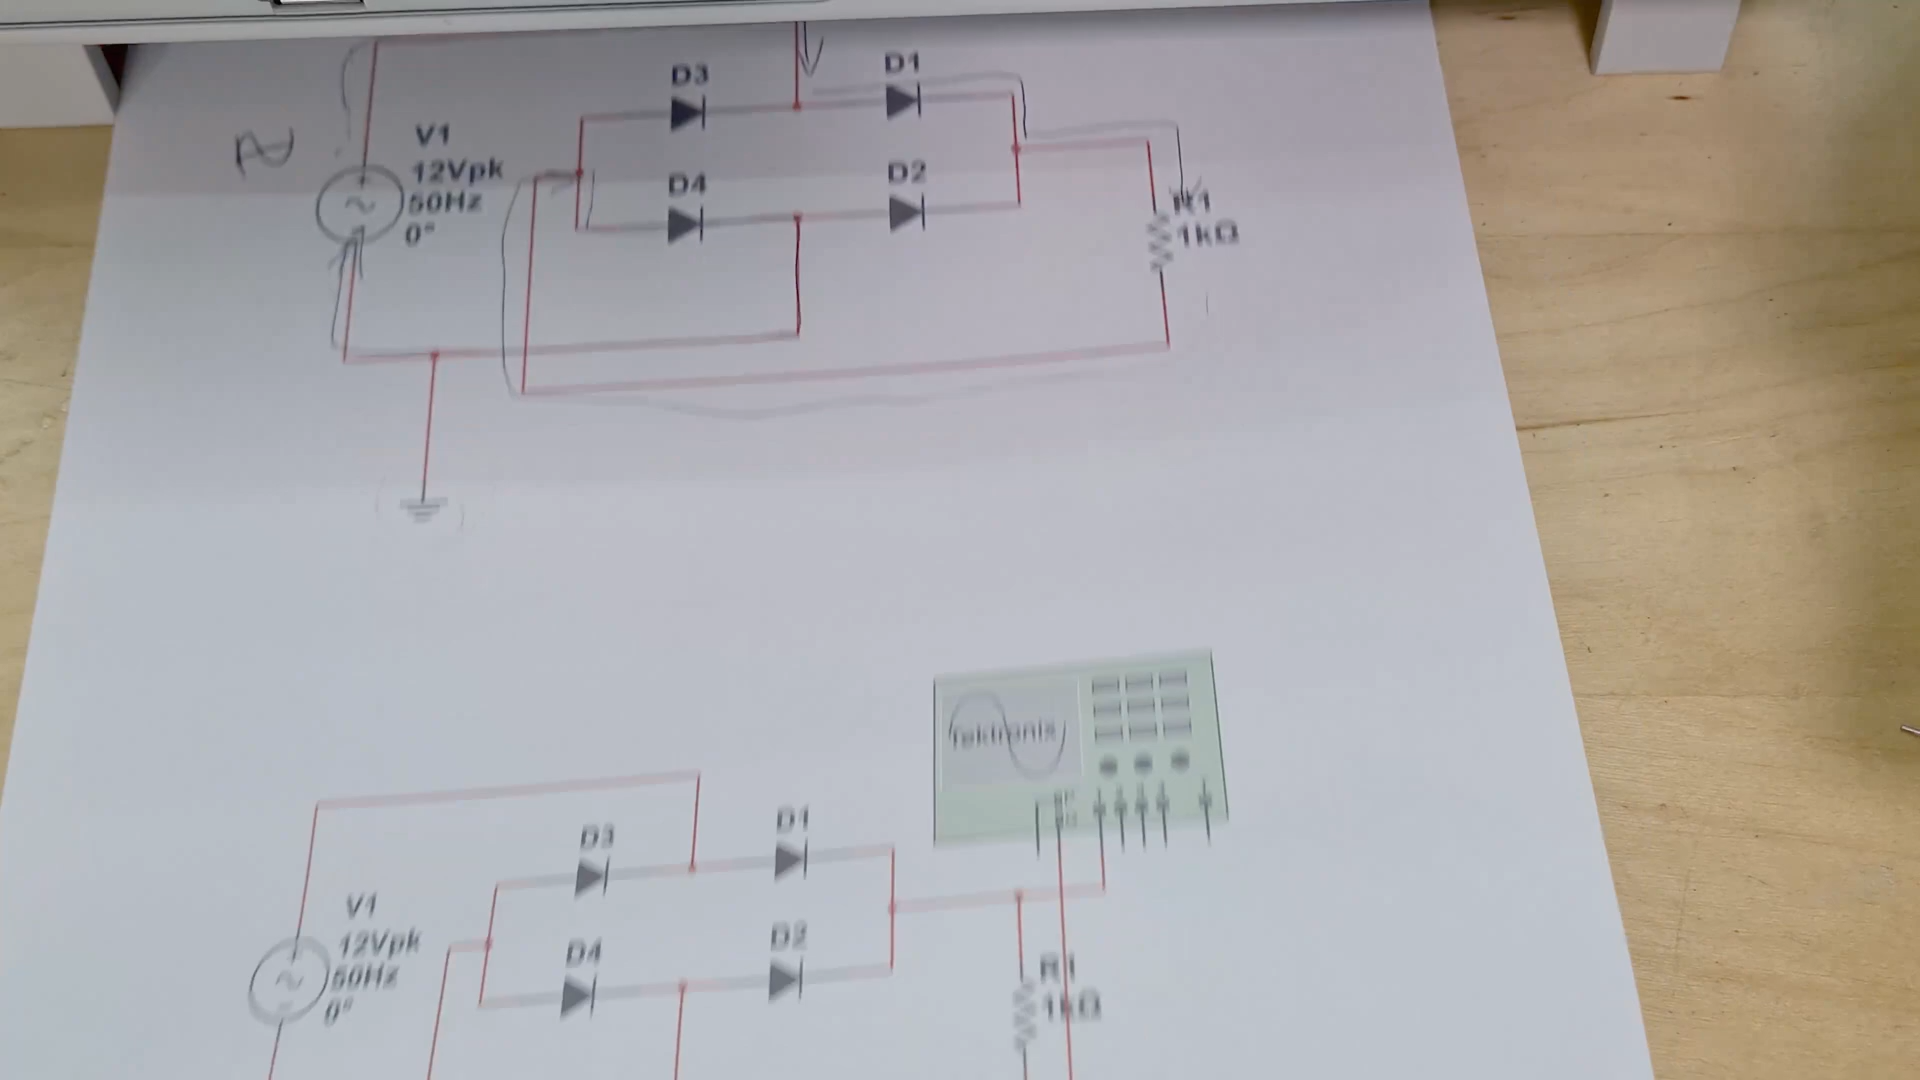 D3
D1
V1
12Vpk
50Hz
0°
D4
D2
R1
1kΩ
Tektronix
D3
D1
V1
12Vpk
50Hz
0°
D4
D2
R1
1kΩ